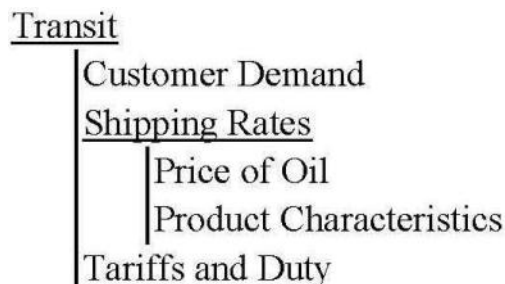 Transit
Customer Demand
Shipping Rates
Price of Oil
Product Characteristics
Tariffs and Duty